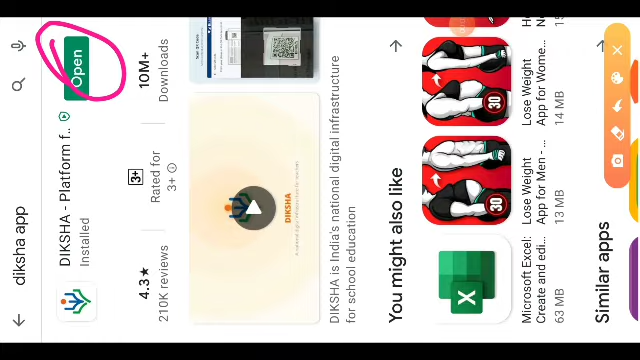 diksha app
DIKSHA - Platform f..
Installed
Open
4.3★
210K reviews
3+
Rated for
3+
10M+
Downloads
DIKSHA
DIKSHA is India's national digital infrastructure
for school education
You might also like
Microsoft Excel:
Create and edi...
63 MB
30
Lose Weight
App for Men - ...
13 MB
30
Lose Weight
App for Wome...
14 MB
Similar apps